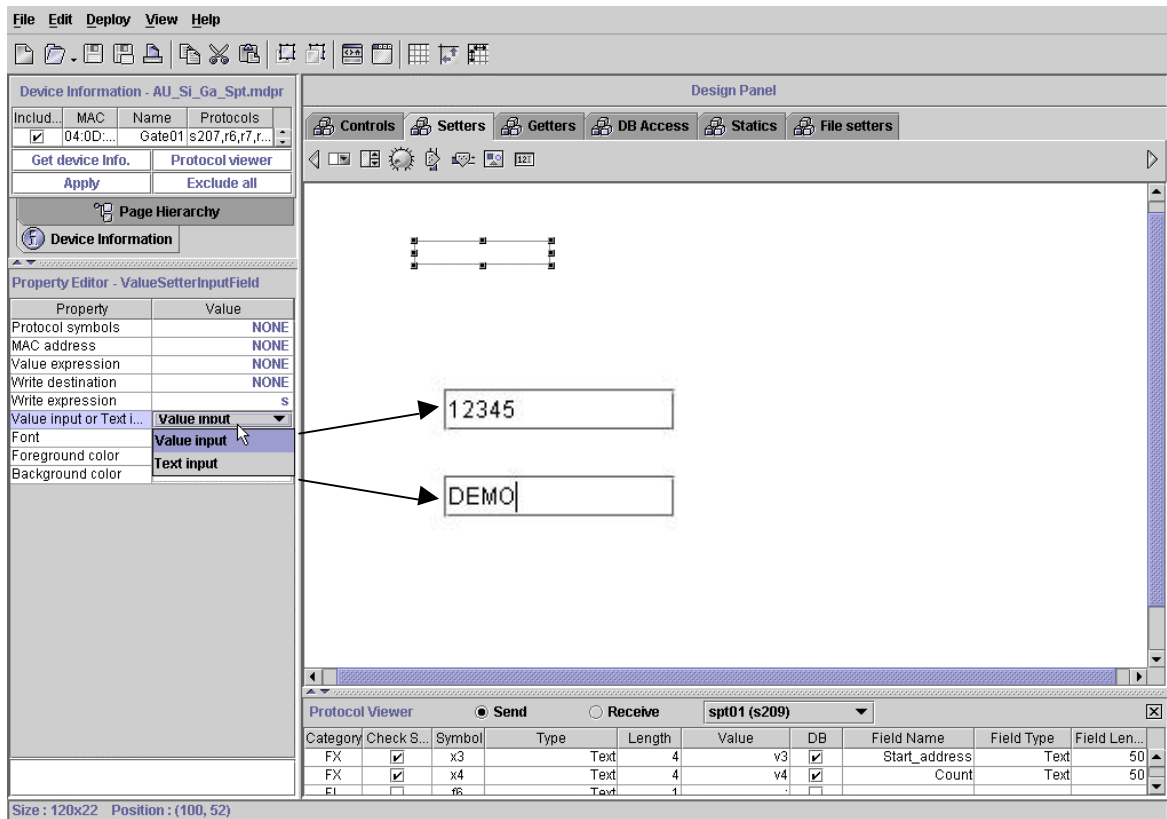 File Edit Deploy View Help
Device Information - AU_Si_Ga_Spt.mdpr
Includ... MAC Name Protocols
04:0D:... Gate01 s207,r6,r7,r...
Get device Info. Protocol viewer
Apply Exclude all
Page Hierarchy
Device Information
Property Editor - ValueSetterInputField
Property Value
Protocol symbols NONE
MAC address NONE
Value expression NONE
Write destination NONE
Write expression s
Value input or Text i... Value input
Font
Value input
Foreground color
Text input
Background color
Design Panel
Controls Setters Getters DB Access Statics File setters
12345
DEMO
Protocol Viewer Send Receive spt01 (s209)
Category Check S... Symbol Type Length Value DB Field Name Field Type Field Len...
FX x3 Text 4 v3 Start_address Text 50
FX x4 Text 4 v4 Count Text 50
Size : 120x22 Position : (100, 52)